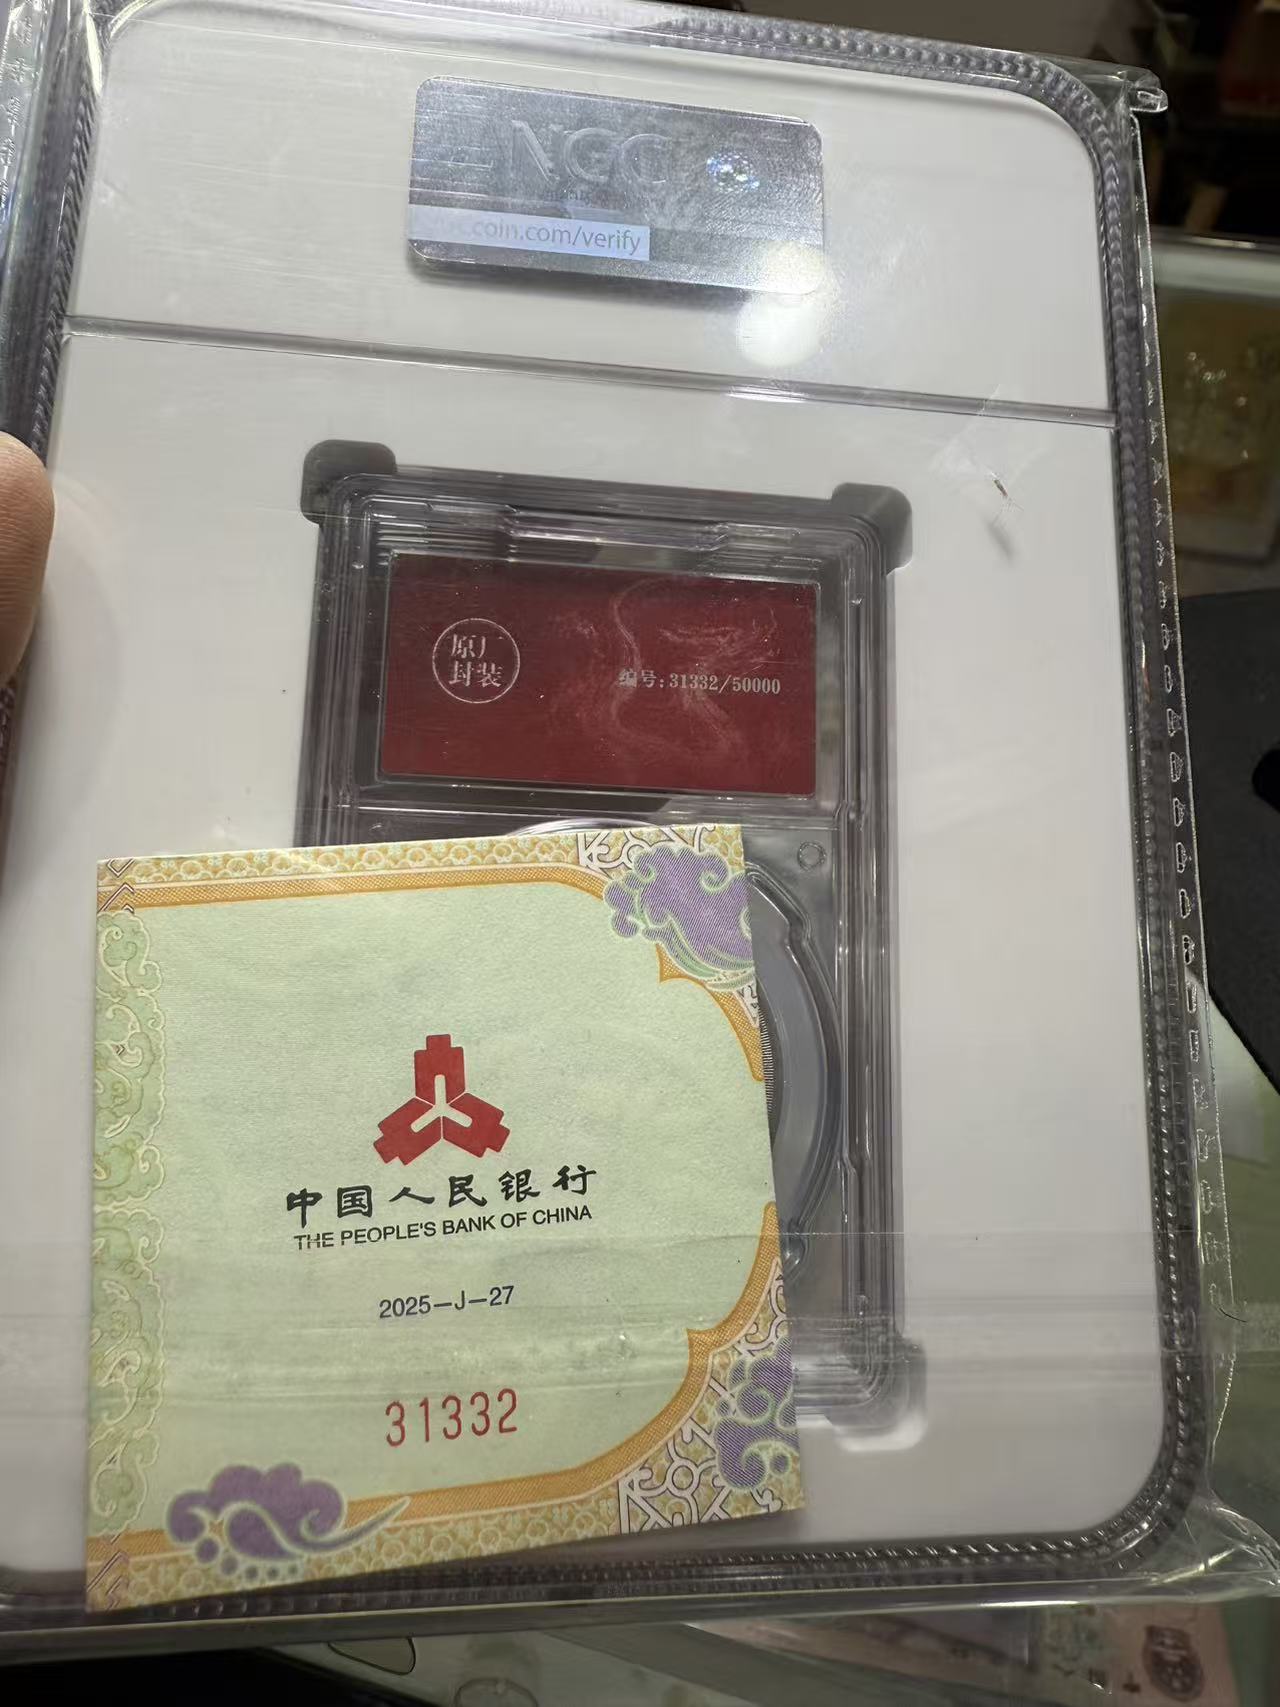 NGC
coin.com/verify
原厂
封装
编号:31332/50000
中国人民银行
THE PEOPLE'S BANK OF CHINA
2025-J-27
31332